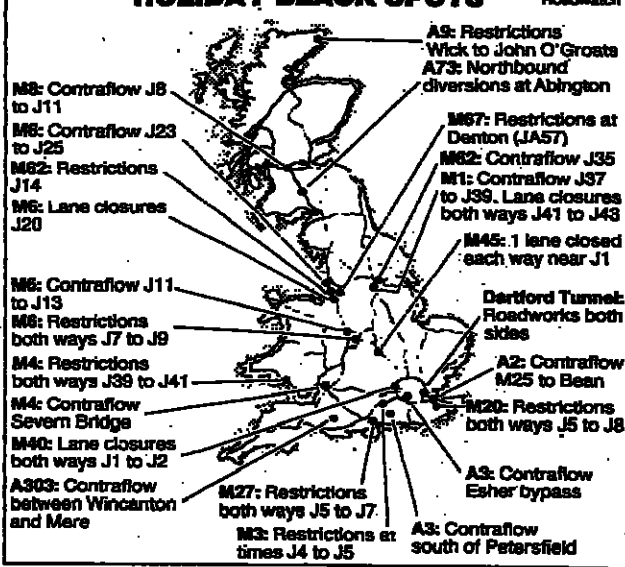 HOLIDAY BLACK SPOTS
A9: Restrictions
Wick to John O'Groats
A73: Northbound
diversions at Abington
M8: Contraflow J8
to J11
M6: Contraflow J23
to J25
M62: Restrictions
J14
M6: Lane closures
J20
M67: Restrictions at
Denton (JA57)
M62: Contraflow J35
M1: Contraflow J37
to J39. Lane closures
both ways J41 to J43
M45: 1 lane closed
each way near J1
M6: Contraflow J11
to J13
M6: Restrictions
both ways J7 to J9
M4: Restrictions
both ways J39 to J41
M4: Contraflow
Severn Bridge
M40: Lane closures
both ways J1 to J2
A303: Contraflow
between Wincanton
and Mere
Dartford Tunnel:
Roadworks both
sides
A2: Contraflow
M25 to Bean
M20: Restrictions
both ways J5 to J8
A3: Contraflow
Esher bypass
M27: Restrictions
both ways J5 to J7
M3: Restrictions at
times J4 to J5
A3: Contraflow
south of Petersfield